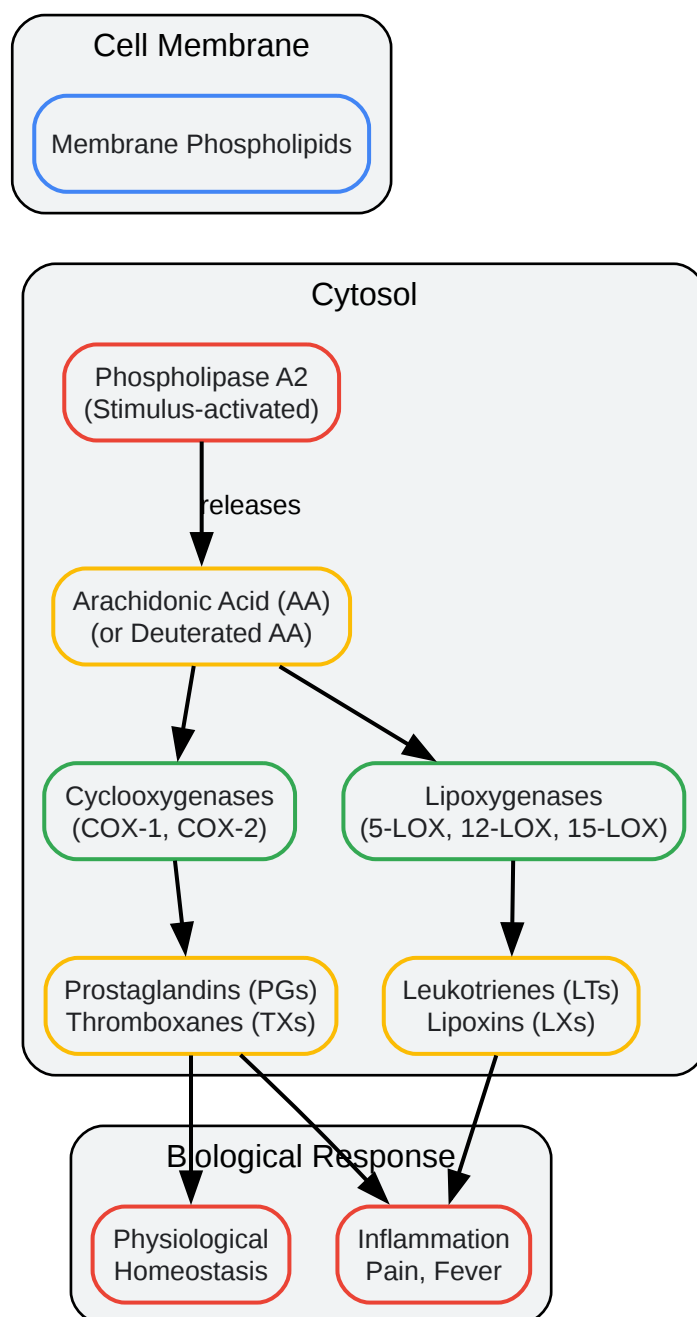 Cell Membrane
Membrane Phospholipids
Cytosol
Phospholipase A2
(Stimulus-activated)
releases
Arachidonic Acid (AA)
(or Deuterated AA)
Cyclooxygenases
(COX-1, COX-2)
Lipoxygenases
(5-LOX, 12-LOX, 15-LOX)
Prostaglandins (PGs)
Thromboxanes (TXs)
Leukotrienes (LTs)
Lipoxins (LXs)
Biological Response
Physiological
Homeostasis
Inflammation
Pain, Fever